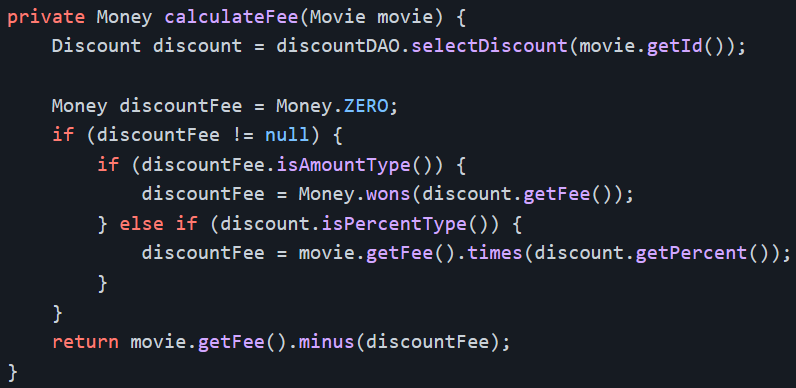 private Money calculateFee(Movie movie) {
    Discount discount = discountDAO.selectDiscount(movie.getId());

    Money discountFee = Money.ZERO;
    if (discountFee != null) {
        if (discountFee.isAmountType()) {
            discountFee = Money.wons(discount.getFee());
        } else if (discount.isPercentType()) {
            discountFee = movie.getFee().times(discount.getPercent());
        }
    }
    return movie.getFee().minus(discountFee);
}